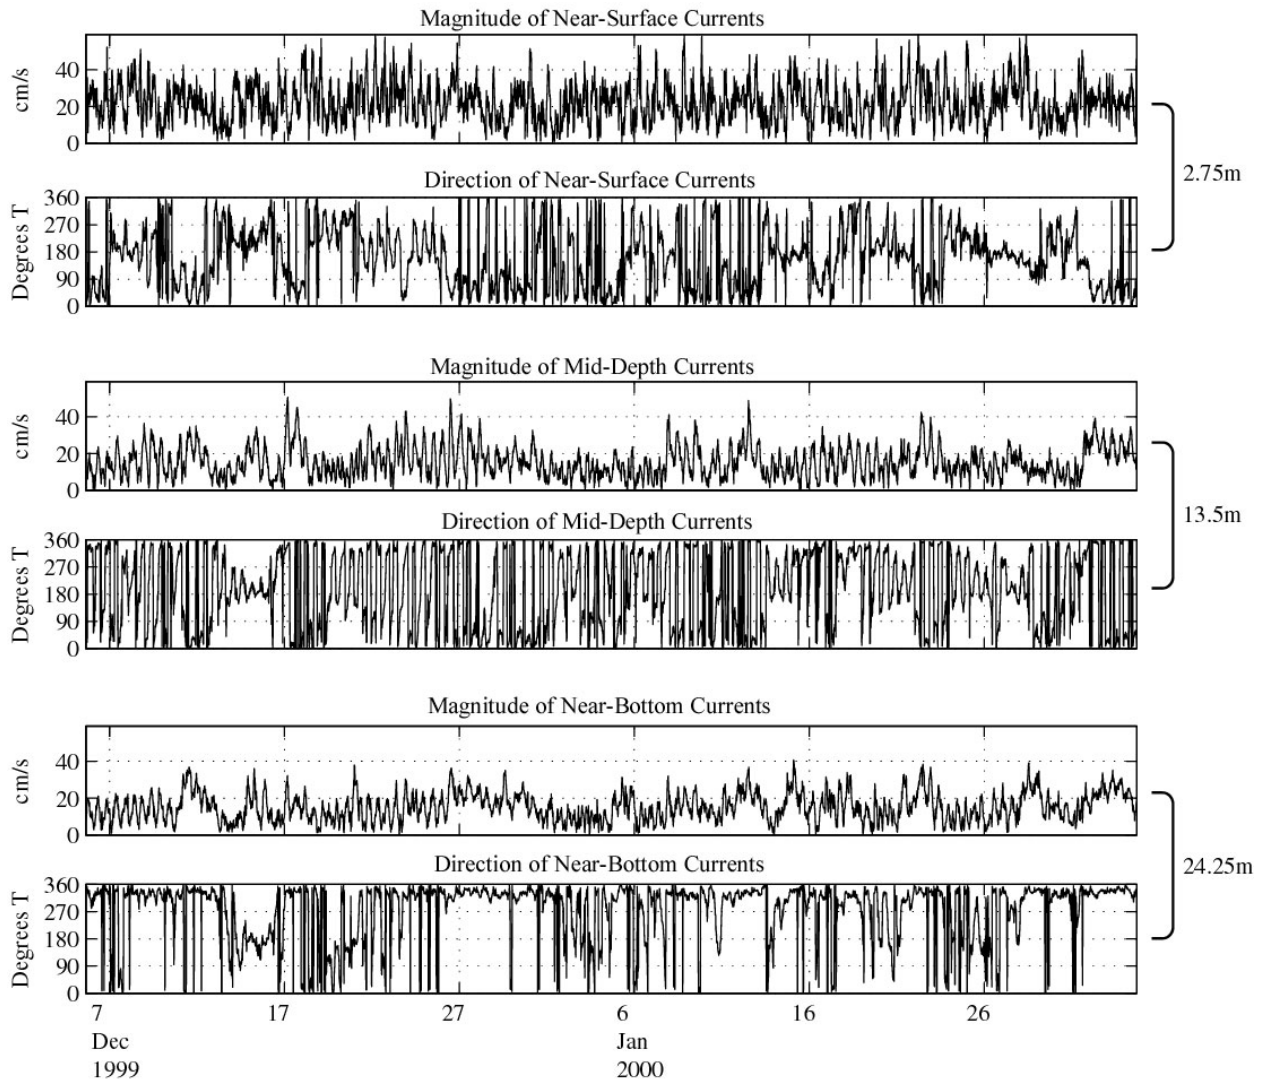 Magnitude of Near-Surface Currents
cm/s
40
20
0
Direction of Near-Surface Currents
Degrees T
360
270
180
90
0
2.75m
Magnitude of Mid-Depth Currents
cm/s
40
20
0
Direction of Mid-Depth Currents
Degrees T
360
270
180
90
0
13.5m
Magnitude of Near-Bottom Currents
cm/s
40
20
0
Direction of Near-Bottom Currents
Degrees T
360
270
180
90
0
24.25m
7 17 27 6 16 26
Dec Jan
1999 2000